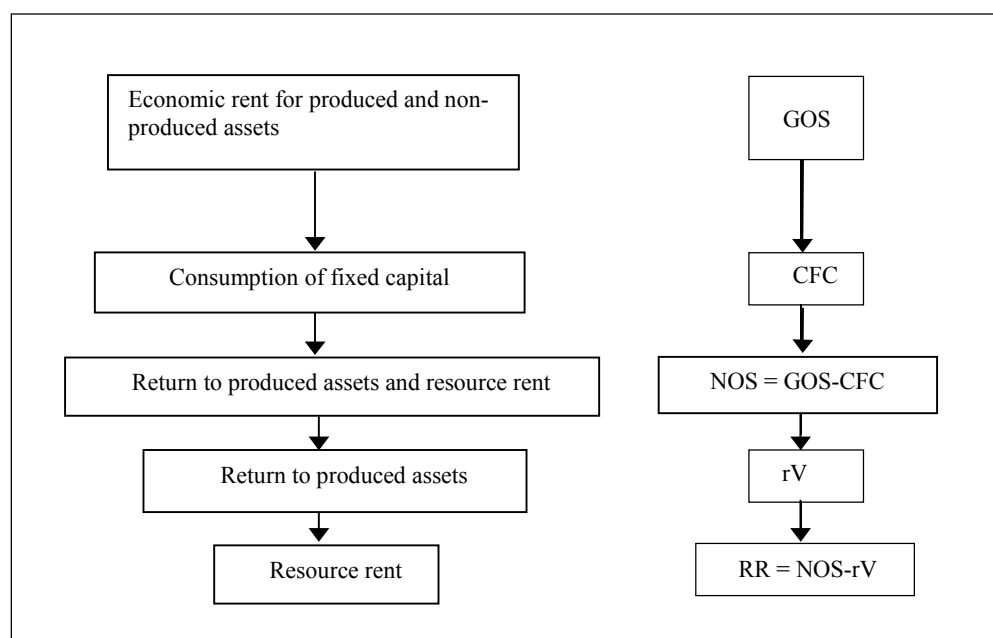 Economic rent for produced and non-
produced assets
GOS
Consumption of fixed capital
CFC
Return to produced assets and resource rent
NOS = GOS-CFC
Return to produced assets
rV
Resource rent
RR = NOS-rV